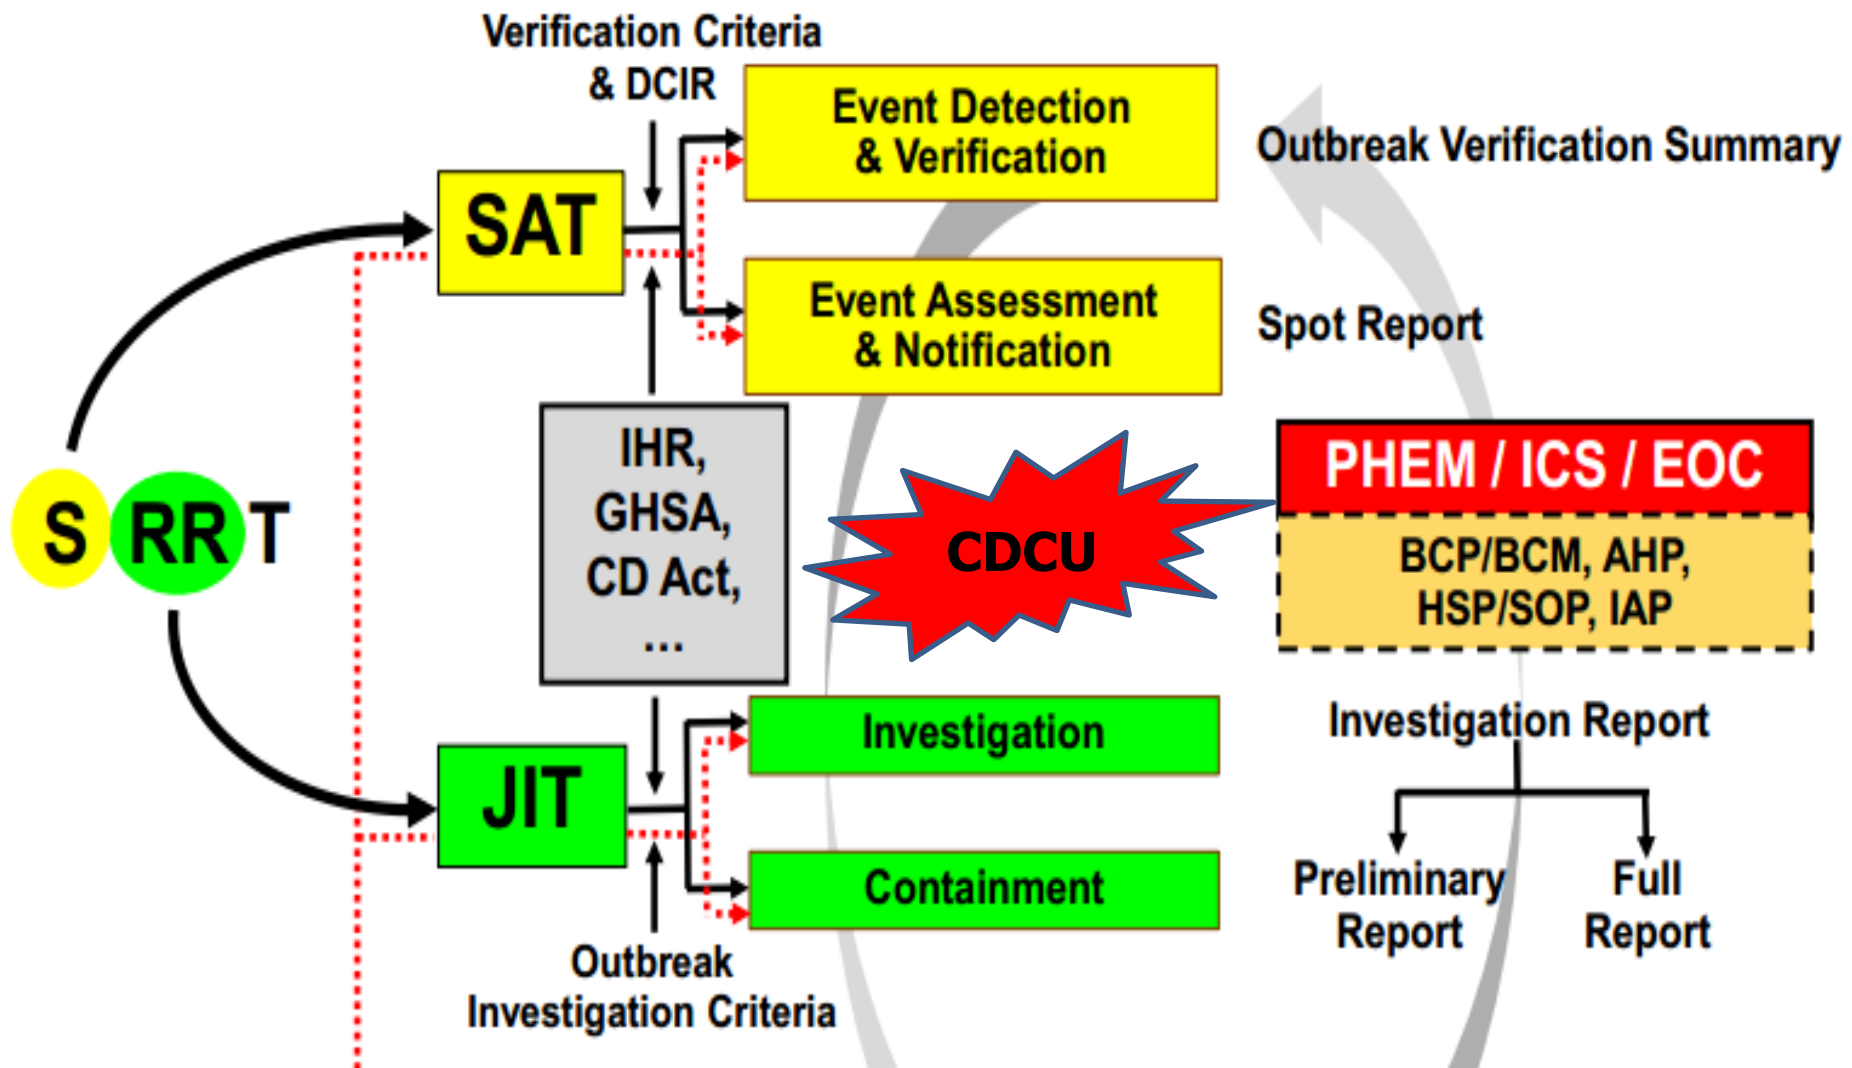 Verification Criteria
& DCIR
Event Detection
& Verification
Outbreak Verification Summary
SAT
Event Assessment
& Notification
Spot Report
IHR,
GHSA,
CD Act,
...
CDCU
PHEM / ICS / EOC
BCP/BCM, AHP,
HSP/SOP, IAP
S RR T
Investigation
Investigation Report
JIT
Containment
Preliminary
Report
Full
Report
Outbreak
Investigation Criteria